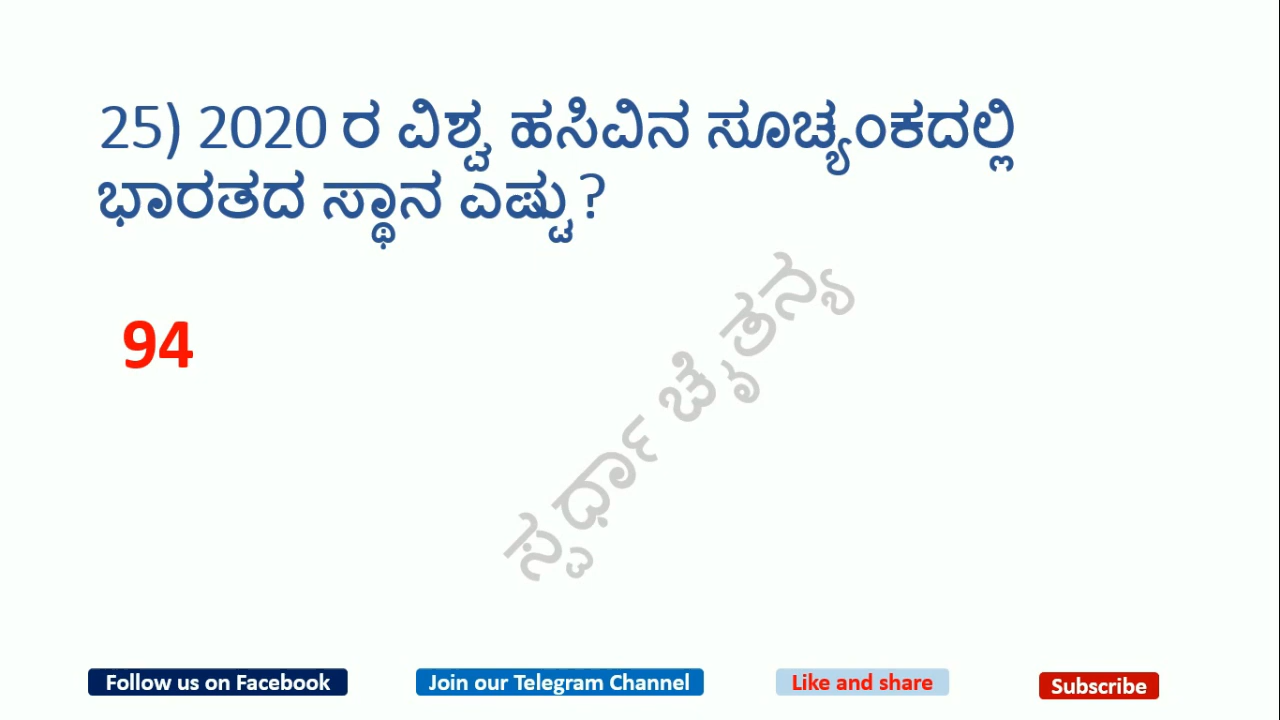 25) 2020 ರ ವಿಶ್ವ ಹಸಿವಿನ ಸೂಚ್ಯಂಕದಲ್ಲಿ
ಭಾರತದ ಸ್ಥಾನ ಎಷ್ಟು?
94
ಸ್ಪರ್ಧಾ ಚೈತನ್ಯ
Follow us on Facebook
Join our Telegram Channel
Like and share
Subscribe